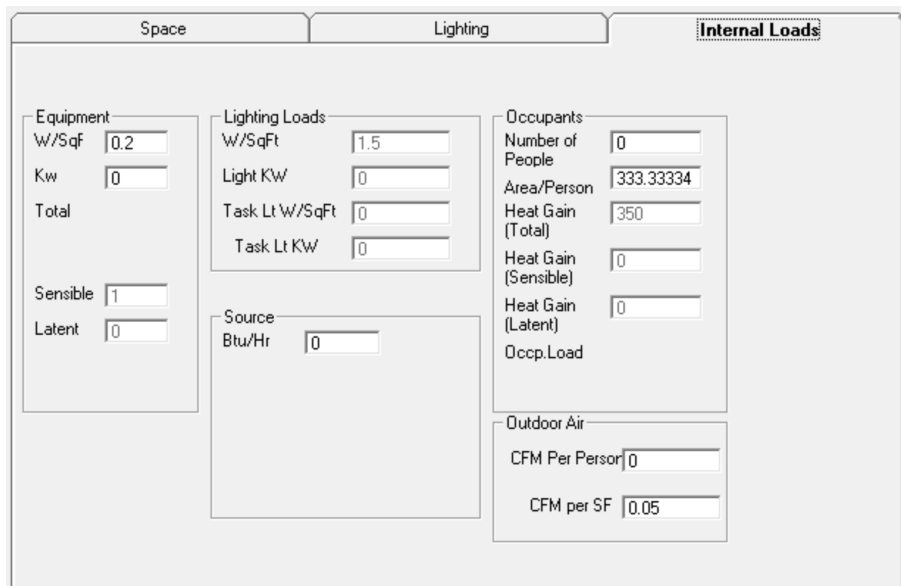 Space
Lighting
Internal Loads
Equipment
W/SqF 0.2
Kw 0
Total
Sensible 1
Latent 0
Lighting Loads
W/SqFt 1.5
Light KW 0
Task Lt W/SqFt 0
Task Lt KW 0
Source
Btu/Hr 0
Occupants
Number of
People 0
Area/Person 333.33334
Heat Gain
(Total) 350
Heat Gain
(Sensible) 0
Heat Gain
(Latent) 0
Occp.Load
Outdoor Air
CFM Per Person 0
CFM per SF 0.05